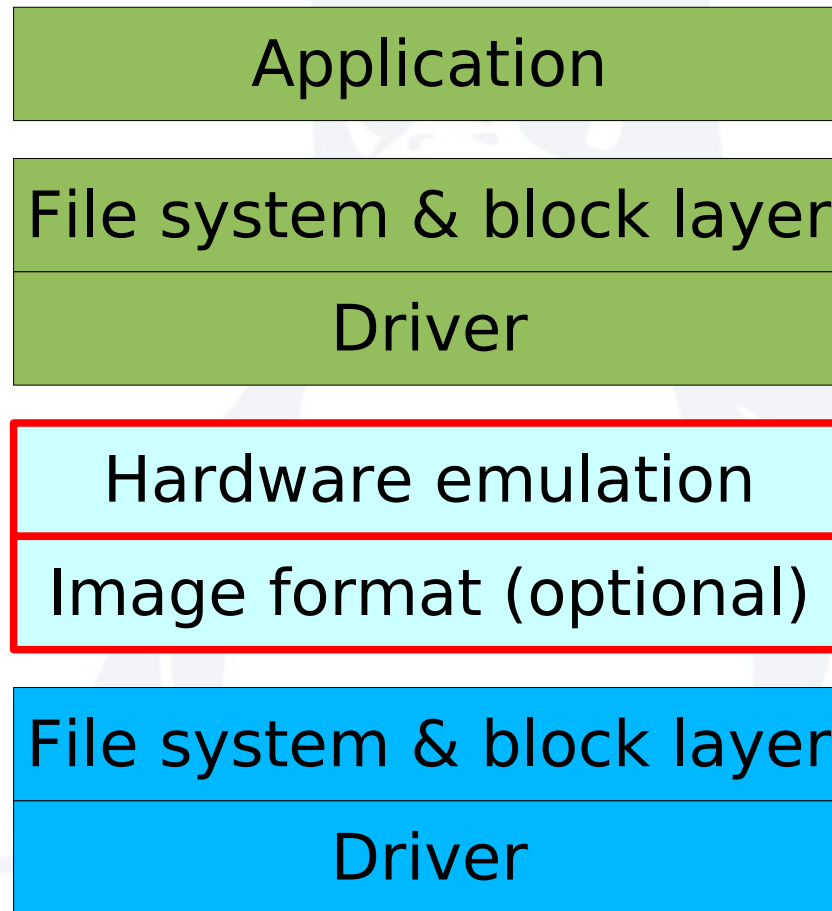 Application
File system & block layer
Driver
Hardware emulation
Image format (optional)
File system & block layer
Driver